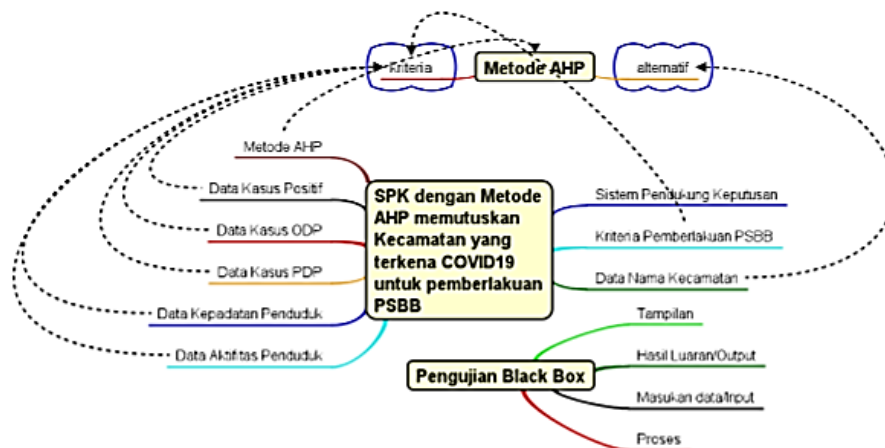 kriteria
Metode AHP
alternatif
Metode AHP
Data Kasus Positif
Data Kasus ODP
Data Kasus PDP
Data Kepadatan Penduduk
Data Aktifitas Penduduk
SPK dengan Metode
AHP memutuskan
Kecamatan yang
terkena COVID19
untuk pemberlakuan
PSBB
Sistem Pendukung Keputusan
Kriteria Pemberlakuan PSBB
Data Nama Kecamatan
Pengujian Black Box
Tampilan
Hasil Luaran/Output
Masukan data/Input
Proses